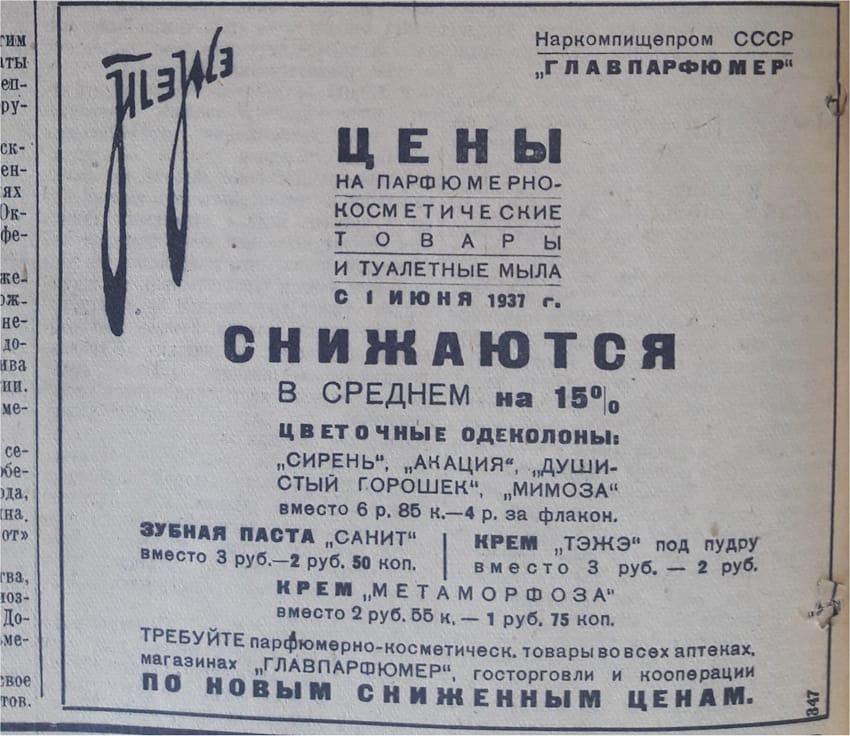 ТЭЖЭ
Наркомпищепром СССР
„ГЛАВПАРФЮМЕР"
ЦЕНЫ
НА ПАРФЮМЕРНО-
КОСМЕТИЧЕСКИЕ
ТОВАРЫ
И ТУАЛЕТНЫЕ МЫЛА
С 1 ИЮНЯ 1937 г.
СНИЖАЮТСЯ
В СРЕДНЕМ на 15%
ЦВЕТОЧНЫЕ ОДЕКОЛОНЫ:
„СИРЕНЬ", „АКАЦИЯ", „ДУШИ-
СТЫЙ ГОРОШЕК", „МИМОЗА"
вместо 6 р. 85 к.—4 р. за флакон.
ЗУБНАЯ ПАСТА „САНИТ"
вместо 3 руб.—2 руб. 50 коп.
КРЕМ „ТЭЖЭ" под пудру
вместо 3 руб. — 2 руб.
КРЕМ „МЕТАМОРФОЗА"
вместо 2 руб. 55 к. — 1 руб. 75 коп.
ТРЕБУЙТЕ парфюмерно-косметическ. товары во всех аптеках,
магазинах „ГЛАВПАРФЮМЕР", госторговли и кооперации
ПО НОВЫМ СНИЖЕННЫМ ЦЕНАМ.
347